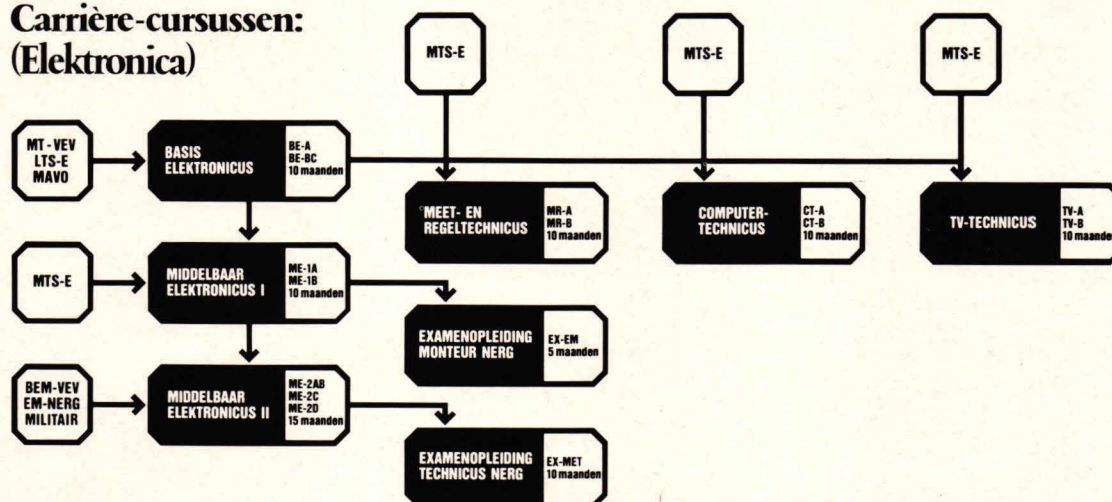 Carrière-cursussen:
(Elektronica)
MTS-E
MTS-E
MTS-E
MT-VEV
LTS-E
MAVO
BASIS
ELEKTRONICUS
BE-A
BE-BC
10 maanden
MEET- EN
REGELTECHNICUS
MR-A
MR-B
10 maanden
COMPUTER-
TECHNICUS
CT-A
CT-B
10 maanden
TV-TECHNICUS
TV-A
TV-B
10 maanden
MTS-E
MIDDELBAAR
ELEKTRONICUS I
ME-1A
ME-1B
10 maanden
EXAMENOPLEIDING
MONTEUR NERG
EX-EM
5 maanden
BEM-VEV
EM-NERG
MILITAIR
MIDDELBAAR
ELEKTRONICUS II
ME-2AB
ME-2C
ME-2D
15 maanden
EXAMENOPLEIDING
TECHNICUS NERG
EX-MET
10 maanden